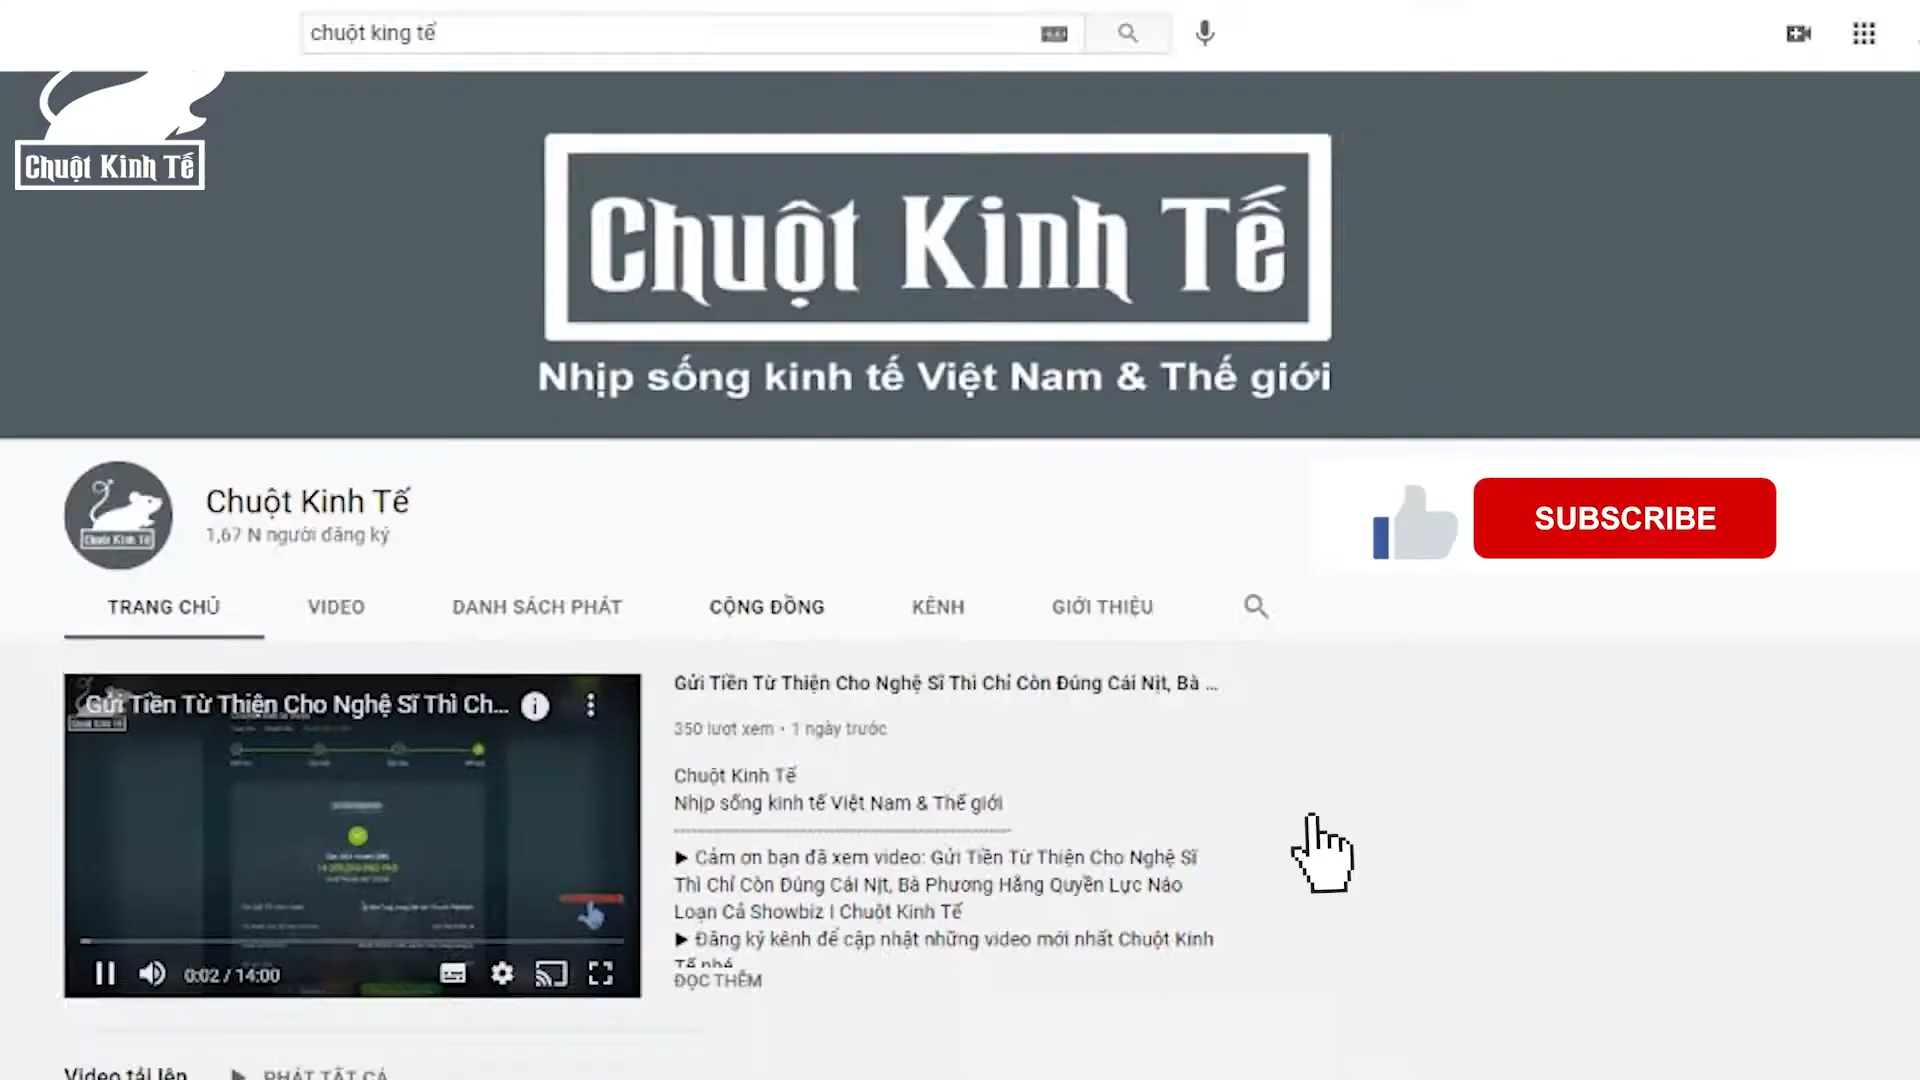 chuột king tế
Chuột Kinh Tế
Chuột Kinh Tế
Nhịp sống kinh tế Việt Nam & Thế giới
Chuột Kinh Tế
Chuột Kinh Tế
1,67 N người đăng ký
SUBSCRIBE
TRANG CHỦ
VIDEO
DANH SÁCH PHÁT
CỘNG ĐỒNG
KÊNH
GIỚI THIỆU
Gửi Tiền Từ Thiện Cho Nghệ Sĩ Thì Ch...
0:02 / 14:00
Gửi Tiền Từ Thiện Cho Nghệ Sĩ Thì Chỉ Còn Đúng Cái Nịt, Bà ...
350 lượt xem • 1 ngày trước
Chuột Kinh Tế
Nhịp sống kinh tế Việt Nam & Thế giới
▶ Cảm ơn bạn đã xem video: Gửi Tiền Từ Thiện Cho Nghệ Sĩ
Thì Chỉ Còn Đúng Cái Nịt, Bà Phương Hằng Quyền Lực Náo
Loạn Cả Showbiz I Chuột Kinh Tế
▶ Đăng ký kênh để cập nhật những video mới nhất Chuột Kinh
Tế nhé
ĐỌC THÊM
Video tải lên
PHÁT TẤT CẢ